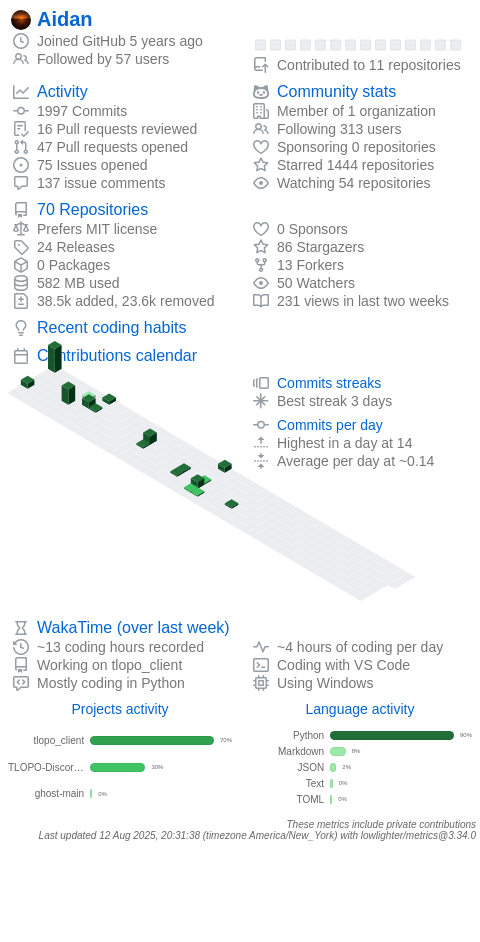 Aidan
Joined GitHub 5 years ago
Followed by 57 users
Contributed to 11 repositories
Activity
1997 Commits
16 Pull requests reviewed
47 Pull requests opened
75 Issues opened
137 issue comments
Community stats
Member of 1 organization
Following 313 users
Sponsoring 0 repositories
Starred 1444 repositories
Watching 54 repositories
70 Repositories
Prefers MIT license
24 Releases
0 Packages
582 MB used
38.5k added, 23.6k removed
0 Sponsors
86 Stargazers
13 Forkers
50 Watchers
231 views in last two weeks
Recent coding habits
Contributions calendar
Commits streaks
Best streak 3 days
Commits per day
Highest in a day at 14
Average per day at ~0.14
WakaTime (over last week)
~13 coding hours recorded
Working on tlopo_client
Mostly coding in Python
~4 hours of coding per day
Coding with VS Code
Using Windows
Projects activity
tlopo_client 70%
TLOPO-Discor... 30%
ghost-main 0%
Language activity
Python 90%
Markdown 8%
JSON 2%
Text 0%
TOML 0%
These metrics include private contributions
Last updated 12 Aug 2025, 20:31:38 (timezone America/New_York) with lowlighter/metrics@3.34.0